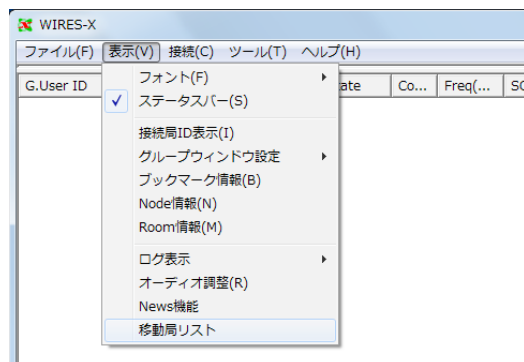 WIRES-X
ファイル(F) 表示(V) 接続(C) ツール(T) ヘルプ(H)
G.User ID ate Co... Freq(... SC
フォント(F)
ステータスバー(S)
接続局ID表示(I)
グループウィンドウ設定
ブックマーク情報(B)
Node情報(N)
Room情報(M)
ログ表示
オーディオ調整(R)
News機能
移動局リスト